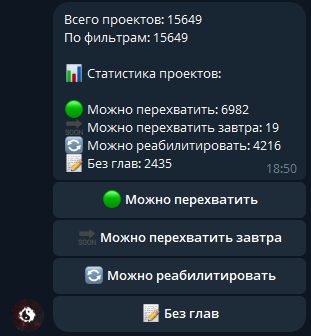 Всего проектов: 15649
По фильтрам: 15649
📊 Статистика проектов:
🟢 Можно перехватить: 6982
🔜 Можно перехватить завтра: 19
🔄 Можно реабилитировать: 4216
📝 Без глав: 2435
18:50
🟢 Можно перехватить
🔜 Можно перехватить завтра
🔄 Можно реабилитировать
📝 Без глав